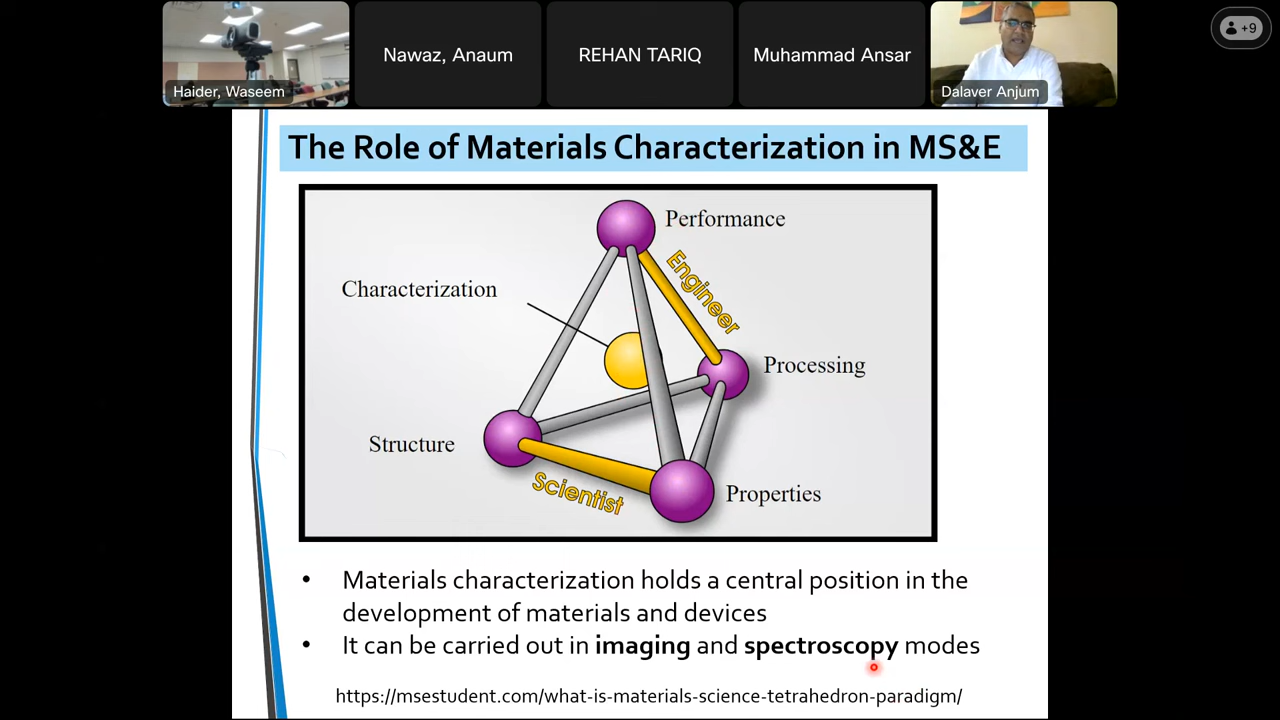 Haider, Waseem
Nawaz, Anaum
REHAN TARIQ
Muhammad Ansar
Dalaver Anjum
+9
The Role of Materials Characterization in MS&E
Performance
Engineer
Characterization
Processing
Structure
Scientist
Properties
• Materials characterization holds a central position in the
development of materials and devices
• It can be carried out in imaging and spectroscopy modes
https://msestudent.com/what-is-materials-science-tetrahedron-paradigm/